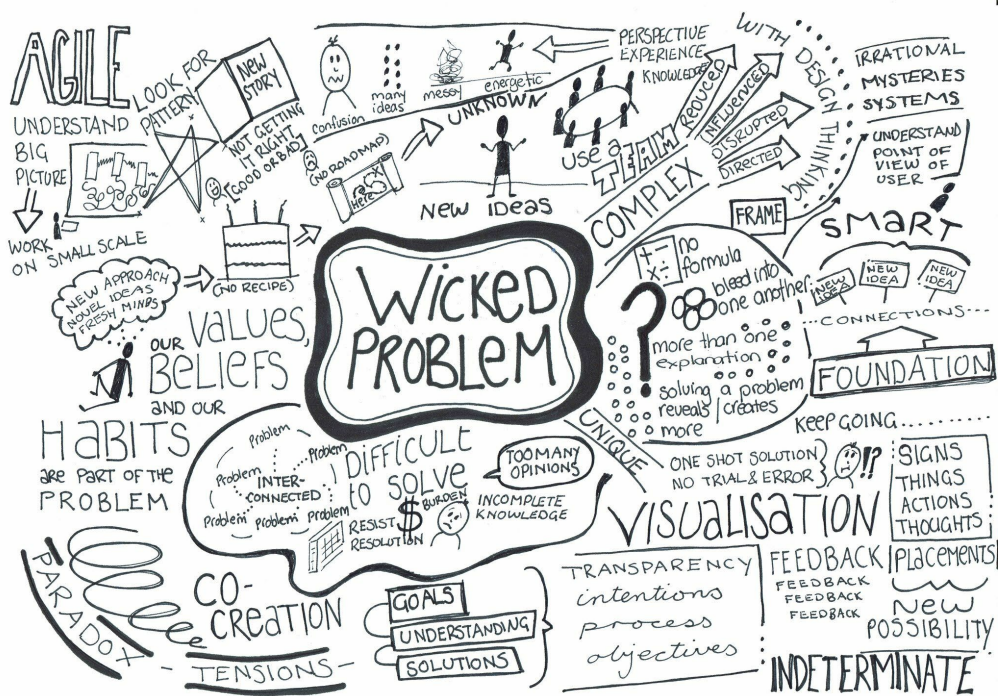 AGILE
UNDERSTAND
BIG
PICTURE
WORK
ON SMALL SCALE
LOOK FOR
PATTERN
NEW
STORY
NOT GETTING
IT RIGHT
(GOOD OR BAD)
confusion
many
ideas
messy
energetic
UNKNOWN
PERSPECTIVE
EXPERIENCE
KNOWLEDGE
(NO ROADMAP)
HERE
NEW IDEAS
USE a
TEAM
COMPLEX
RESOLVED
INFLUENCED
DISRUPTED
DIRECTED
WITH DESIGN THINKING
IRRATIONAL
MYSTERIES
SYSTEMS
UNDERSTAND
POINT OF
VIEW OF
USER
FRAME
SMART
NEW IDEA
NEW
IDEA
NEW
IDEA
...CONNECTIONS...
FOUNDATION
(NO RECIPE)
NEW APPROACH
NOVEL IDEAS
FRESH MINDS
OUR VALUES,
BELIEFS
AND OUR
HABITS
ARE PART OF THE
PROBLEM
WICKED
PROBLEM
+ -
x ÷
no
formula
bleed into
one another
?
more than one
explanation
solving a problem
reveals/creates
more
UNIQUE
KEEP GOING........
ONE SHOT SOLUTION
NO TRIAL & ERROR
!?
SIGNS
THINGS
ACTIONS
THOUGHTS
PLACEMENTS
NEW
POSSIBILITY
INDETERMINATE
VISUALISATION
FEEDBACK
FEEDBACK
FEEDBACK
FEEDBACK
TRANSPARENCY
intentions
process
objectives
Problem
Problem
Problem
INTER-
CONNECTED
Problem
Problem
Problem
DIFFICULT
to SOLVE
RESIST
RESOLUTION
$
BURDEN
TOO MANY
OPINIONS
INCOMPLETE
KNOWLEDGE
PARADOX
CO-
CREATION
- TENSIONS -
GOALS
UNDERSTANDING
SOLUTIONS